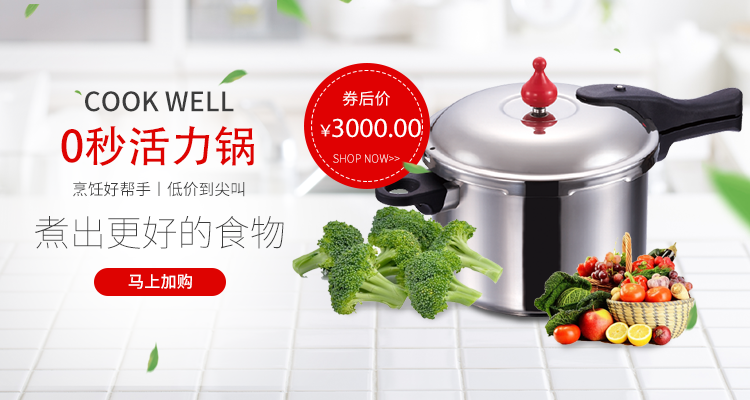 COOK WELL
0秒活力锅
烹饪好帮手丨低价到尖叫
煮出更好的食物
马上加购
券后价
¥3000.00
SHOP NOW>>